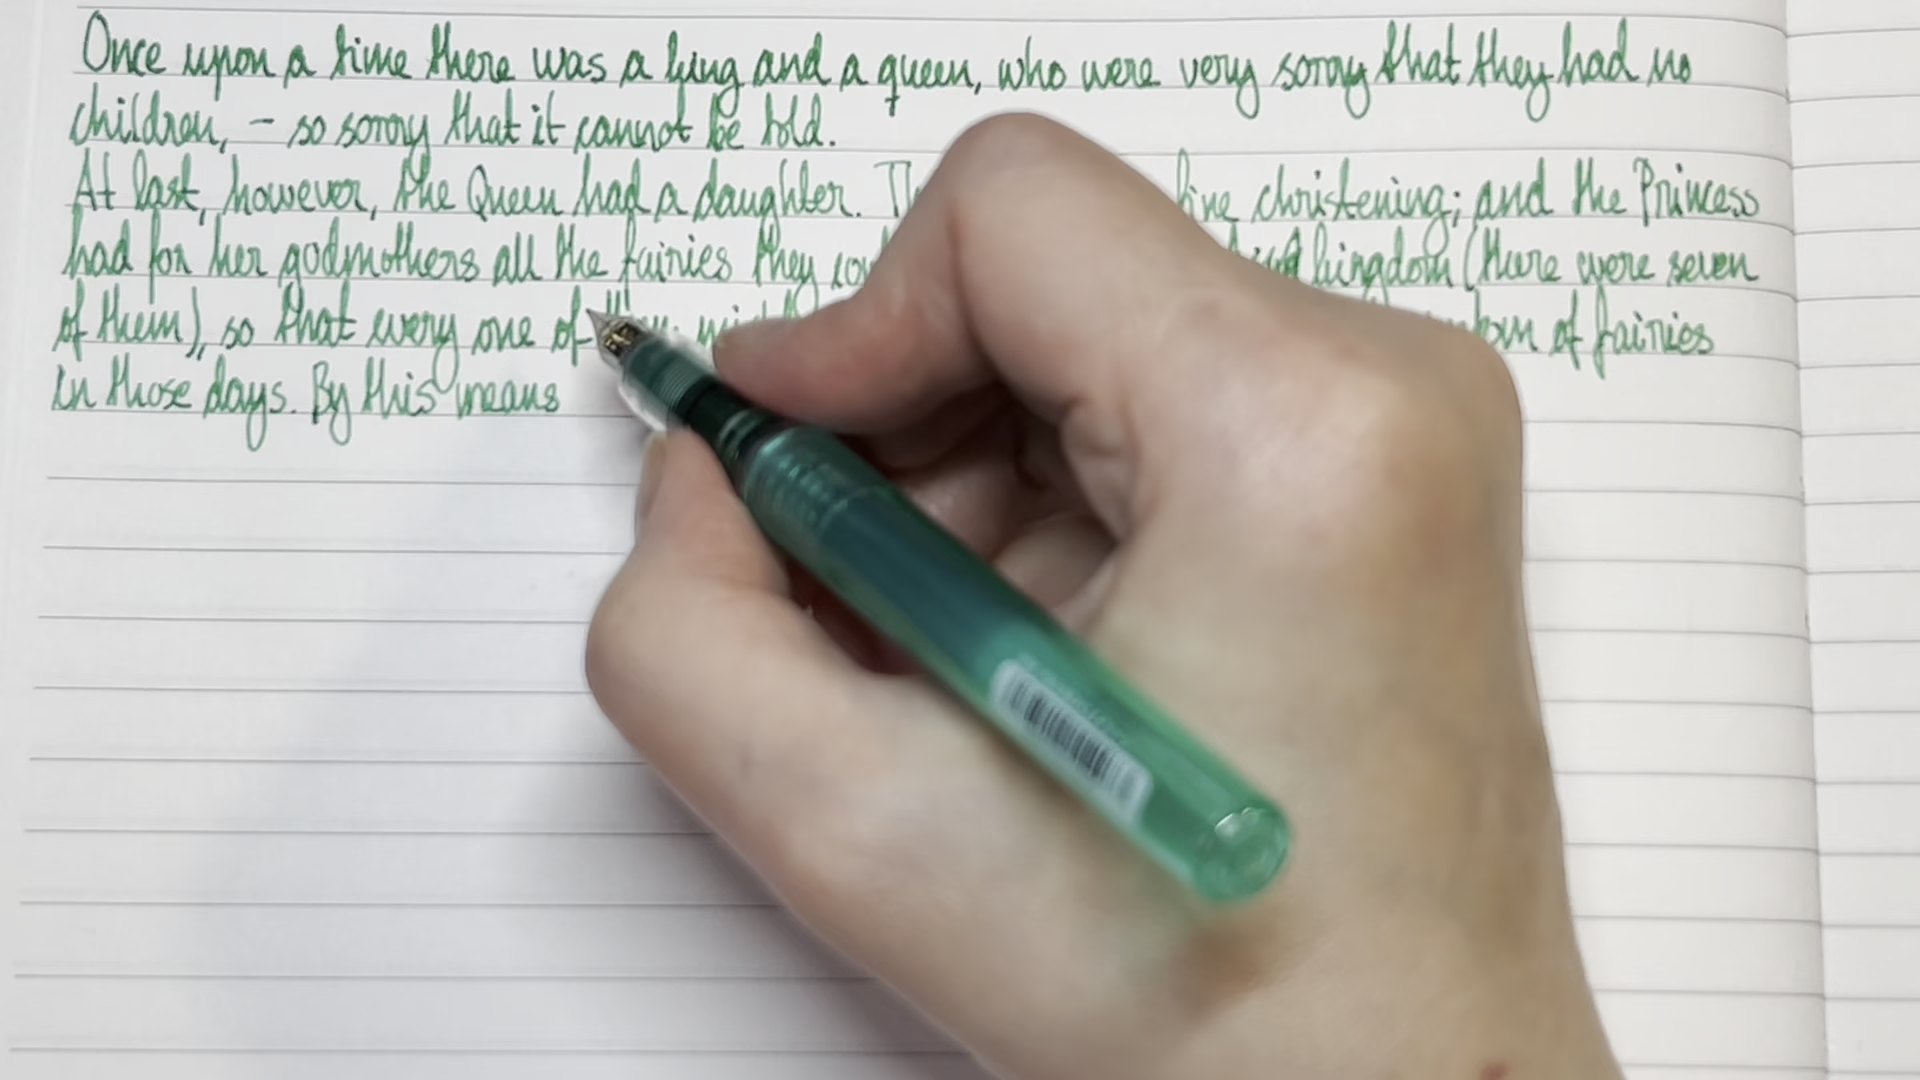 Once upon a time there was a king and a queen, who were very sorry that they had no
children, – so sorry that it cannot be told.
At last, however, the Queen had a daughter. fine christening; and the Princess
had for her godmothers all the fairies they kingdom (there were seven
of them), so that every one of of fairies
in those days. By this means